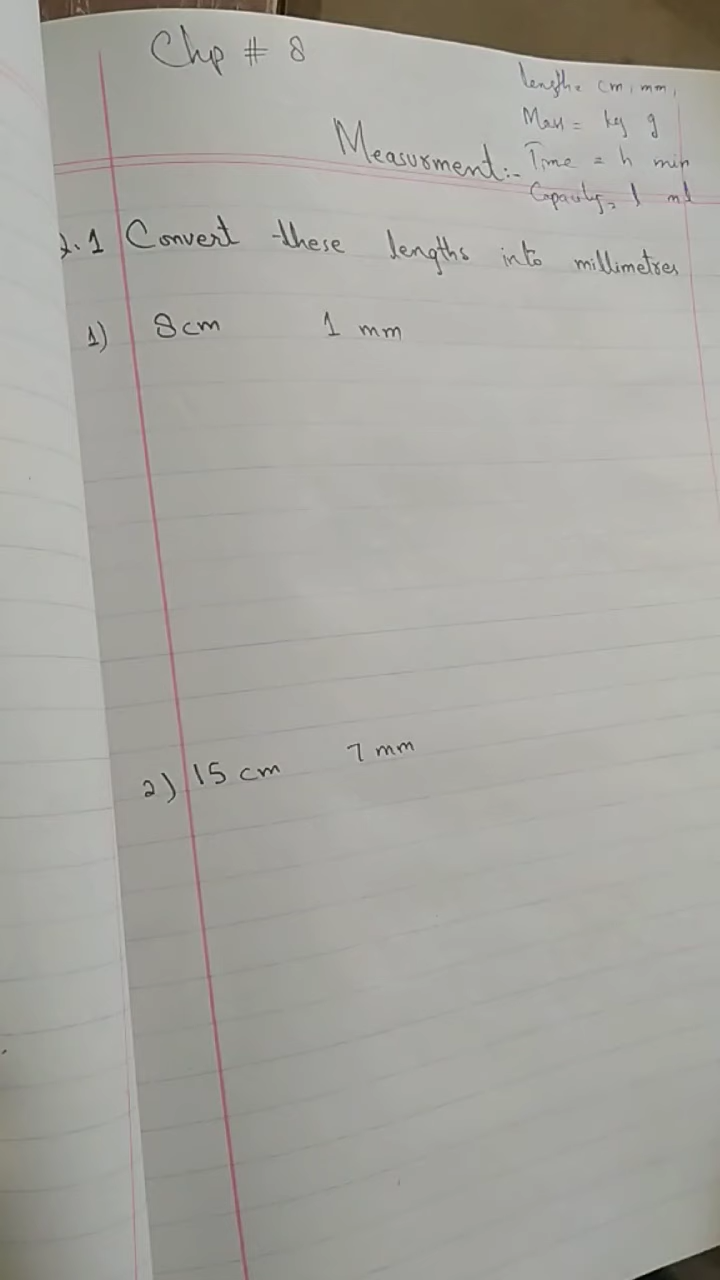 Chp # 8
length= cm, mm,
Mass = kg g
Measurment:-
Time = h min
Capacity= l ml
Q.1 Convert these lengths into millimetres
1) 8cm 1 mm
2) 15 cm 7 mm